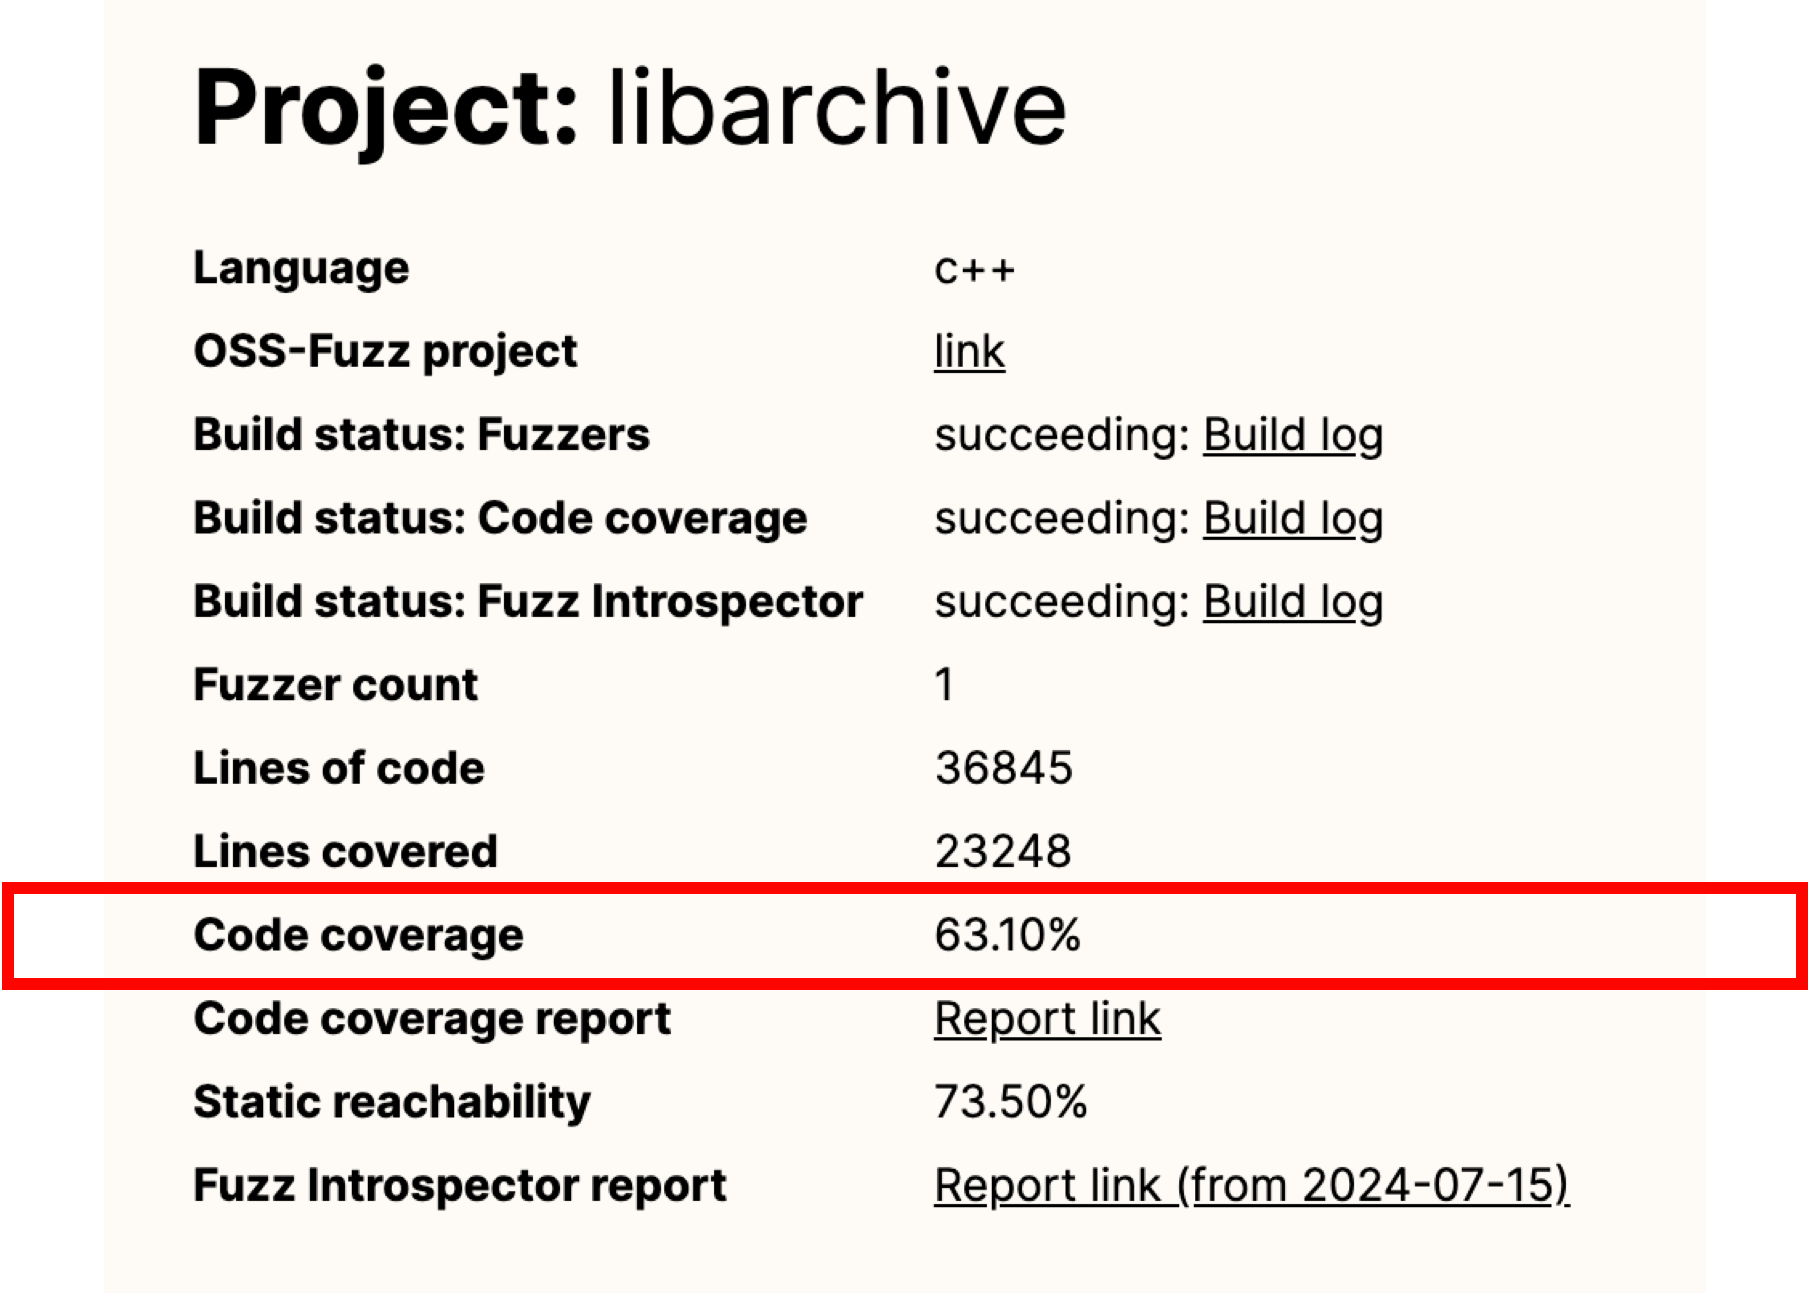 Project: libarchive
Language c++
OSS-Fuzz project link
Build status: Fuzzers succeeding: Build log
Build status: Code coverage succeeding: Build log
Build status: Fuzz Introspector succeeding: Build log
Fuzzer count 1
Lines of code 36845
Lines covered 23248
Code coverage 63.10%
Code coverage report Report link
Static reachability 73.50%
Fuzz Introspector report Report link (from 2024-07-15)